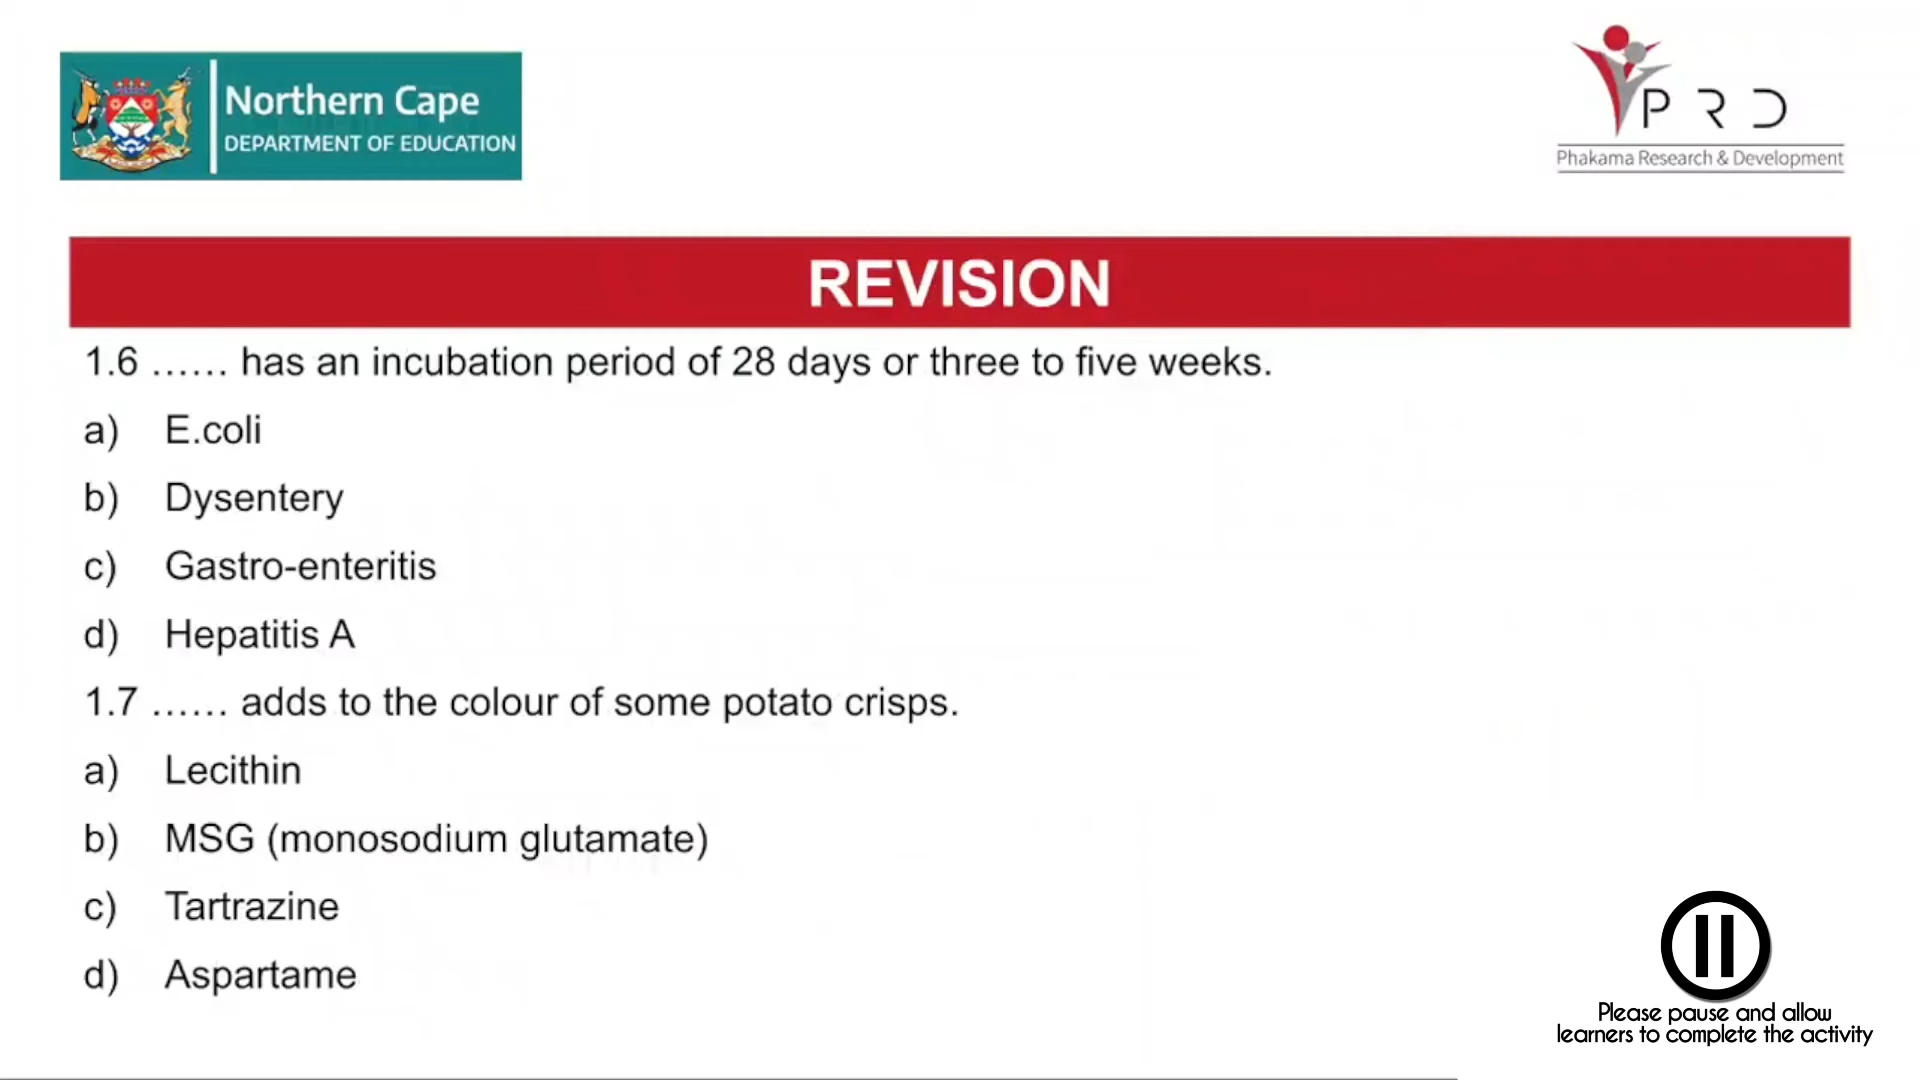 Northern Cape
DEPARTMENT OF EDUCATION
PRD
Phakama Research & Development
REVISION
1.6 …… has an incubation period of 28 days or three to five weeks.
a) E.coli
b) Dysentery
c) Gastro-enteritis
d) Hepatitis A
1.7 …… adds to the colour of some potato crisps.
a) Lecithin
b) MSG (monosodium glutamate)
c) Tartrazine
d) Aspartame
Please pause and allow
learners to complete the activity